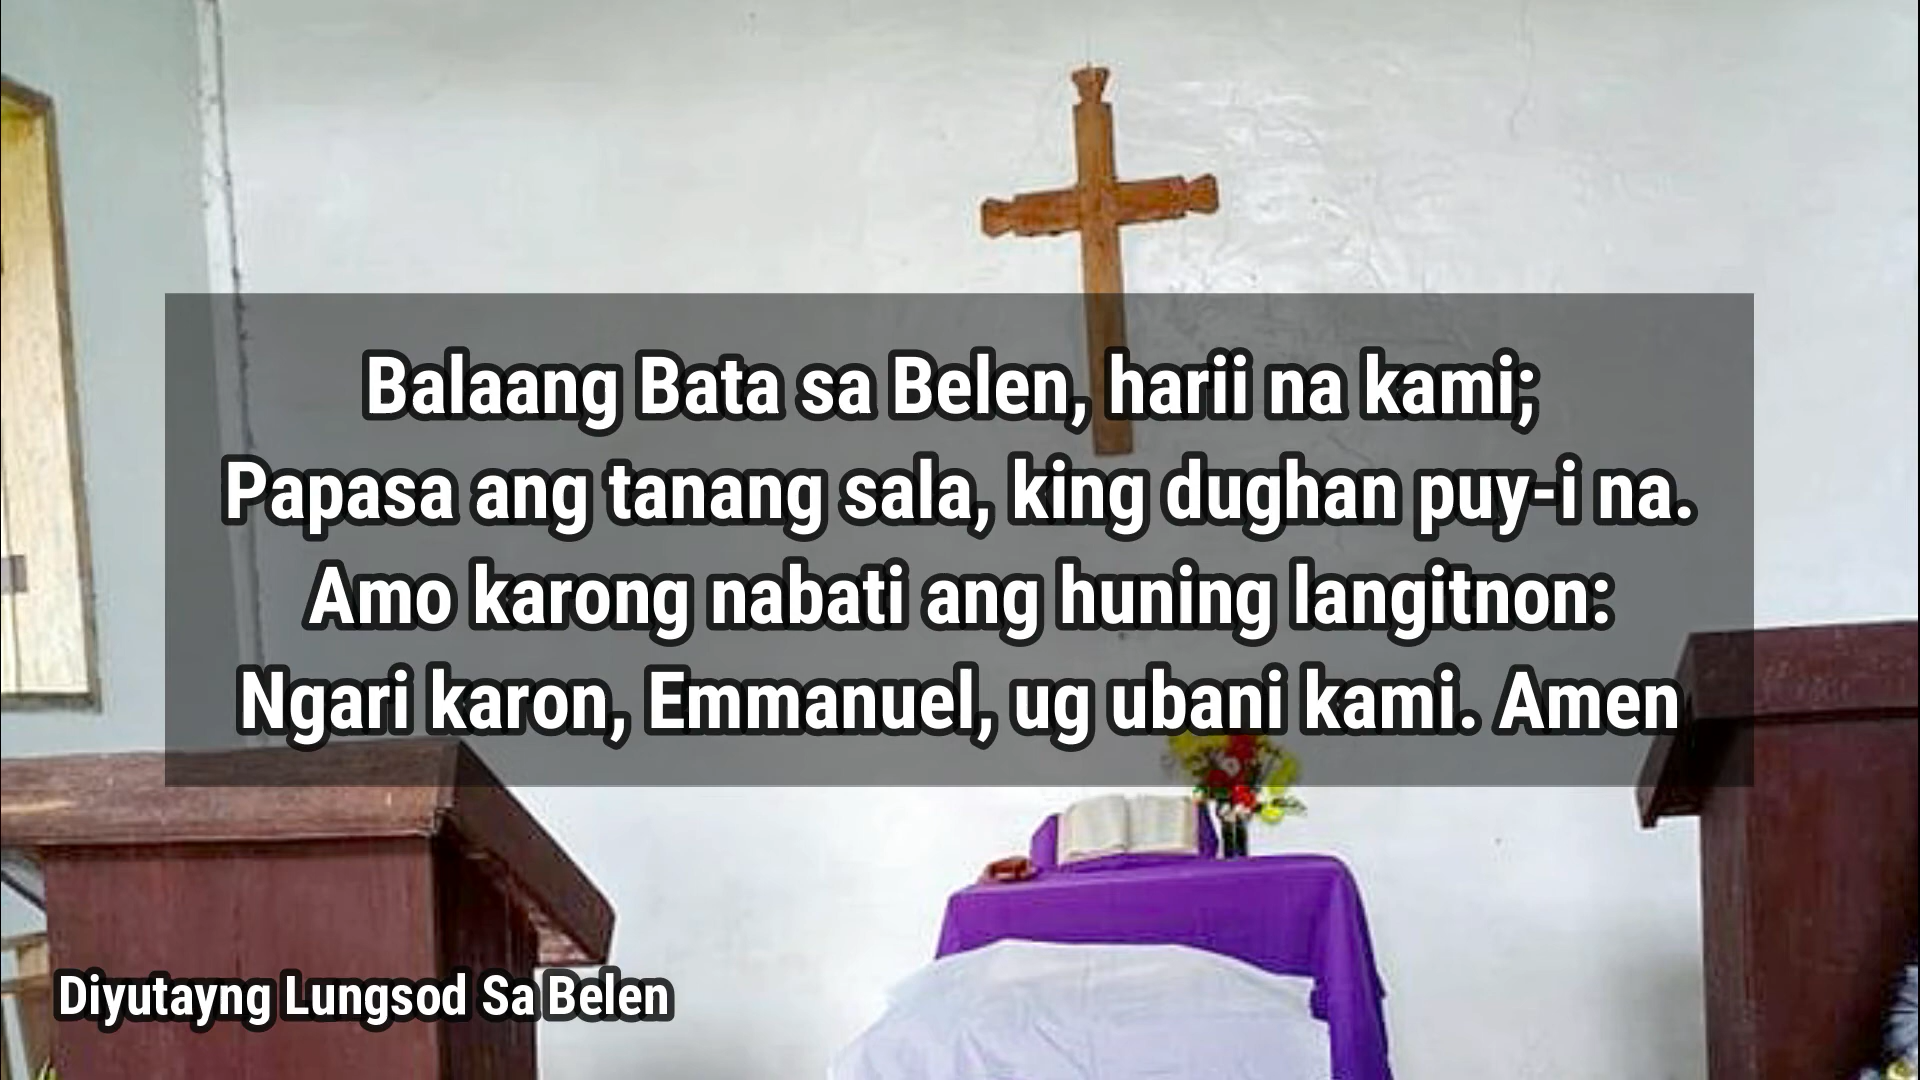 Balaang Bata sa Belen, harii na kami;
Papasa ang tanang sala, king dughan puy-i na.
Amo karong nabati ang huning langitnon:
Ngari karon, Emmanuel, ug ubani kami. Amen
Diyutayng Lungsod Sa Belen